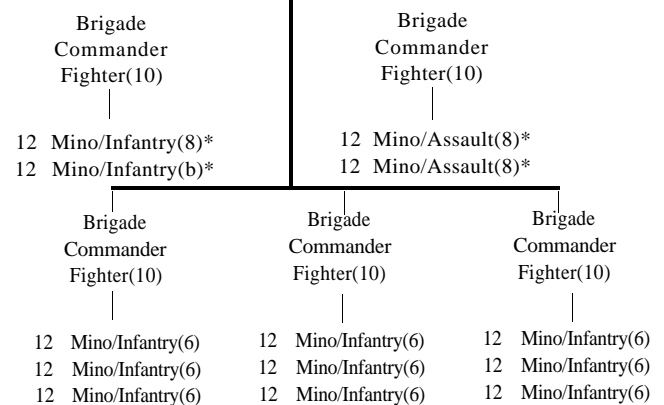 Brigade
Commander
Fighter(10)
12 Mino/Infantry(8)*
12 Mino/Infantry(b)*
Brigade
Commander
Fighter(10)
12 Mino/Assault(8)*
12 Mino/Assault(8)*
Brigade
Commander
Fighter(10)
12 Mino/Infantry(6)
12 Mino/Infantry(6)
12 Mino/Infantry(6)
Brigade
Commander
Fighter(10)
12 Mino/Infantry(6)
12 Mino/Infantry(6)
12 Mino/Infantry(6)
Brigade
Commander
Fighter(10)
12 Mino/Infantry(6)
12 Mino/Infantry(6)
12 Mino/Infantry(6)